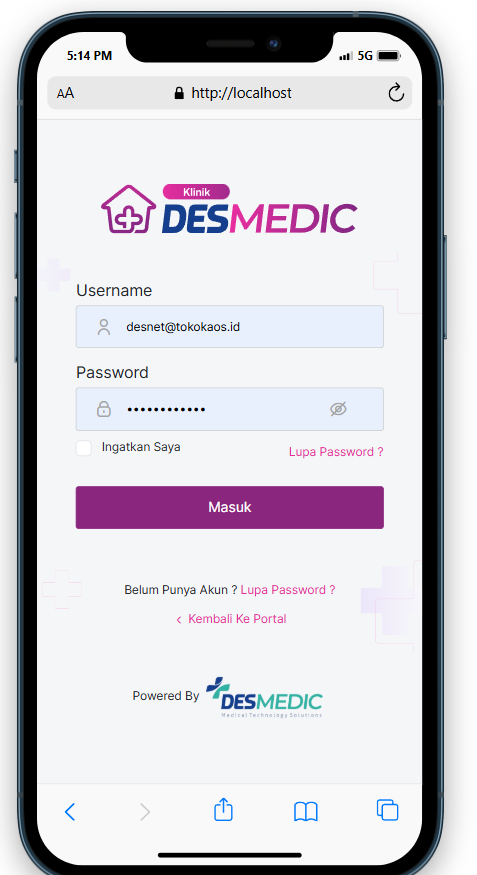 5:14 PM 5G
AA http://localhost
Klinik
DESMEDIC
Username
desnet@tokokaos.id
Password
••••••••••••
Ingatkan Saya
Lupa Password ?
Masuk
Belum Punya Akun ? Lupa Password ?
‹ Kembali Ke Portal
Powered By DESMEDIC
Medical Technology Solutions